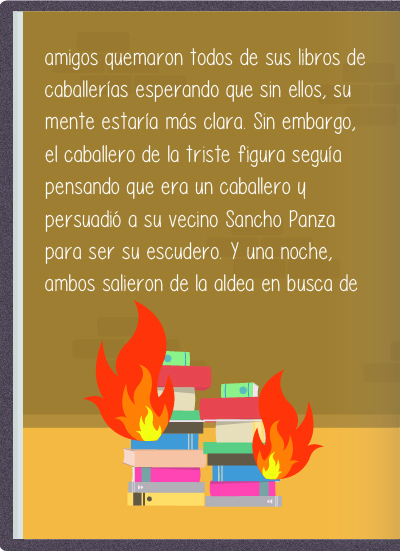 amigos quemaron todos de sus libros de
caballerías esperando que sin ellos, su
mente estaría más clara. Sin embargo,
el caballero de la triste figura seguía
pensando que era un caballero y
persuadió a su vecino Sancho Panza
para ser su escudero. Y una noche,
ambos salieron de la aldea en busca de